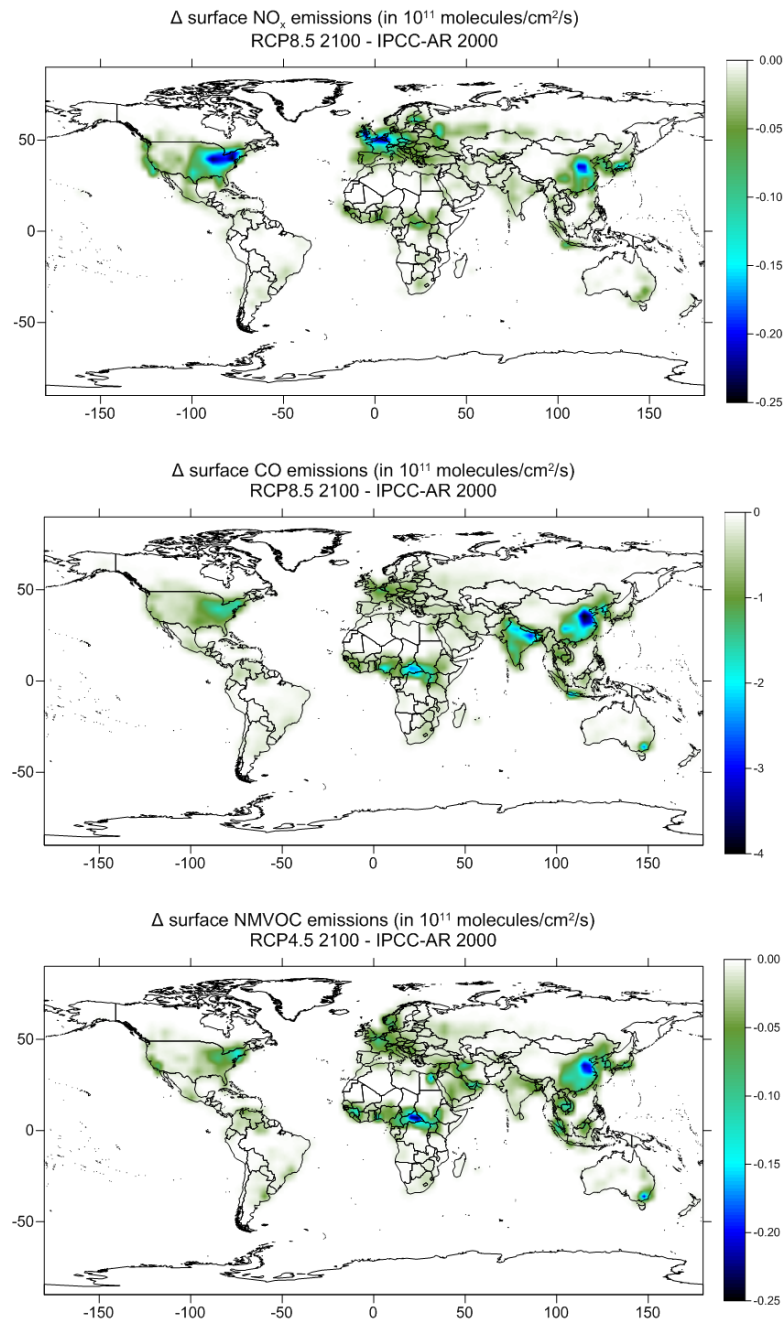 Δ surface NOx emissions (in 10¹¹ molecules/cm²/s)
RCP8.5 2100 - IPCC-AR 2000
0.00
-0.05
-0.10
-0.15
-0.20
-0.25
50
0
-50
-150 -100 -50 0 50 100 150
Δ surface CO emissions (in 10¹¹ molecules/cm²/s)
RCP8.5 2100 - IPCC-AR 2000
0
-1
-2
-3
-4
50
0
-50
-150 -100 -50 0 50 100 150
Δ surface NMVOC emissions (in 10¹¹ molecules/cm²/s)
RCP4.5 2100 - IPCC-AR 2000
0.00
-0.05
-0.10
-0.15
-0.20
-0.25
50
0
-50
-150 -100 -50 0 50 100 150